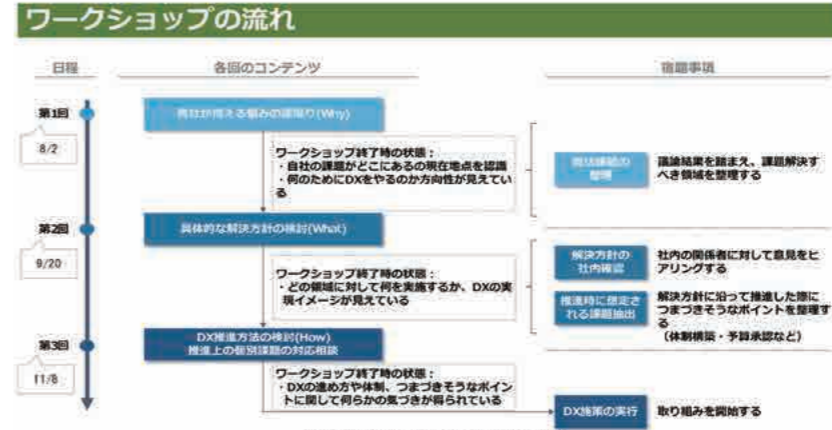 ワークショップの流れ
日程
各回のコンテンツ
宿題事項
第1回
8/2
の深掘り(Why)
ワークショップ終了時の状態：
・自社の課題がどこにあるの現在地点を認識
・何のためにDXをやるのか方向性が見えてい
る
整理
議論結果を踏まえ、課題解決す
べき領域を整理する
第2回
9/20
具体的な解決方針の検討(What)
ワークショップ終了時の状態：
・どの領域に対して何を実施するか、DXの実
現イメージが見えている
解決方針の
社内確認
社内の関係者に対して意見をヒ
アリングする
推進時に想定さ
れる課題抽出
解決方針に沿って推進した際に
つまづきそうなポイントを整理す
る
（体制構築・予算承認など）
第3回
11/8
DX推進方法の検討(How)
推進上の個別課題の対応相談
ワークショップ終了時の状態：
・DXの進め方や体制、つまづきそうなポイン
トに関して何らかの気づきが得られている
DX施策の実行
取り組みを開始する